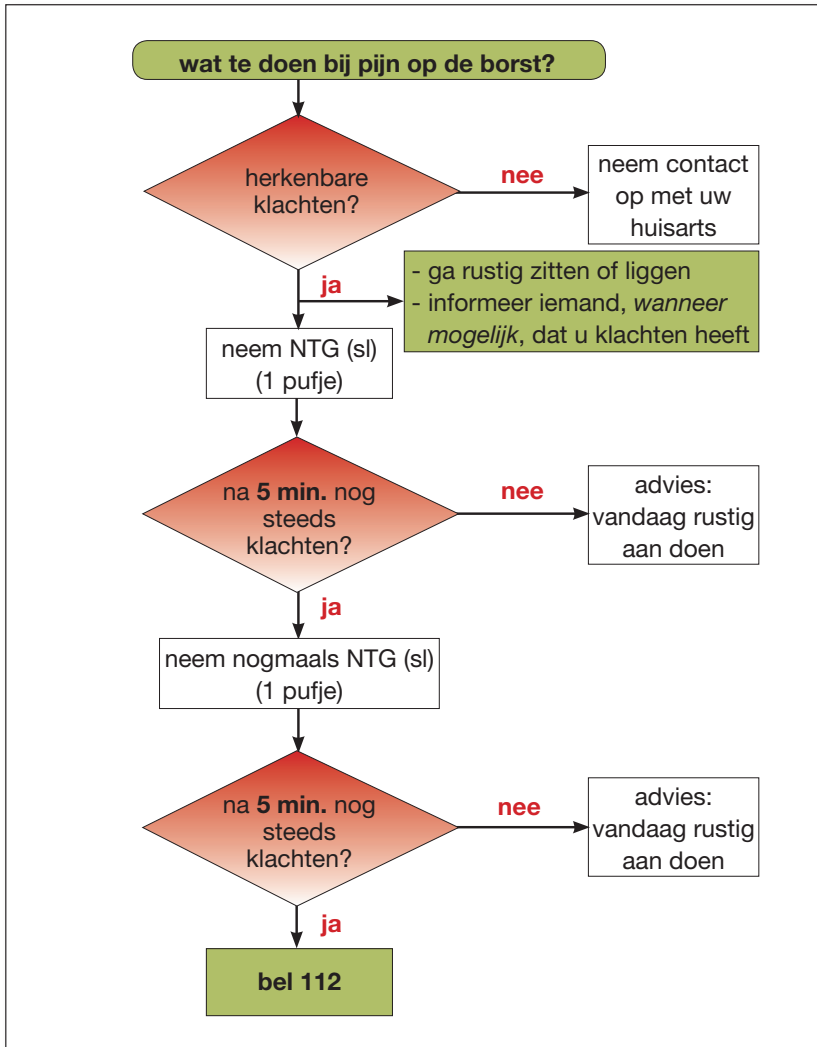 wat te doen bij pijn op de borst?
herkenbare
klachten?
nee
neem contact
op met uw
huisarts
ja
- ga rustig zitten of liggen
- informeer iemand, wanneer
mogelijk, dat u klachten heeft
neem NTG (sl)
(1 pufje)
na 5 min. nog
steeds
klachten?
nee
advies:
vandaag rustig
aan doen
ja
neem nogmaals NTG (sl)
(1 pufje)
na 5 min. nog
steeds
klachten?
nee
advies:
vandaag rustig
aan doen
ja
bel 112